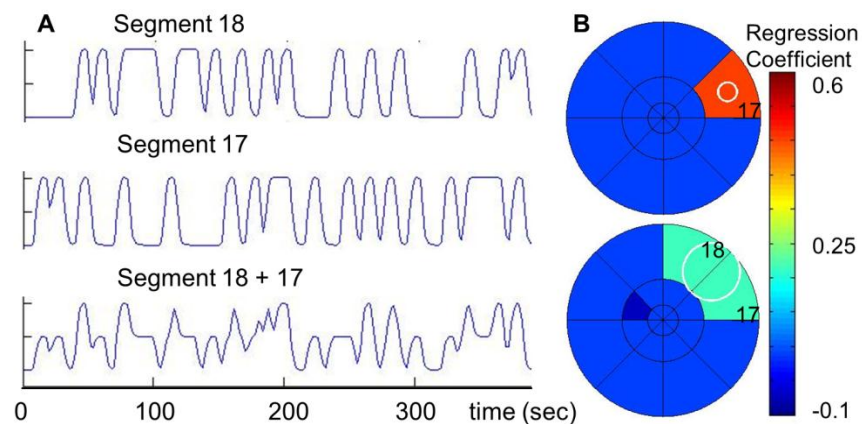 A
Segment 18
Segment 17
Segment 18 + 17
0
100
200
300
time (sec)
B
Regression
Coefficient
17
18
17
0.6
0.25
-0.1